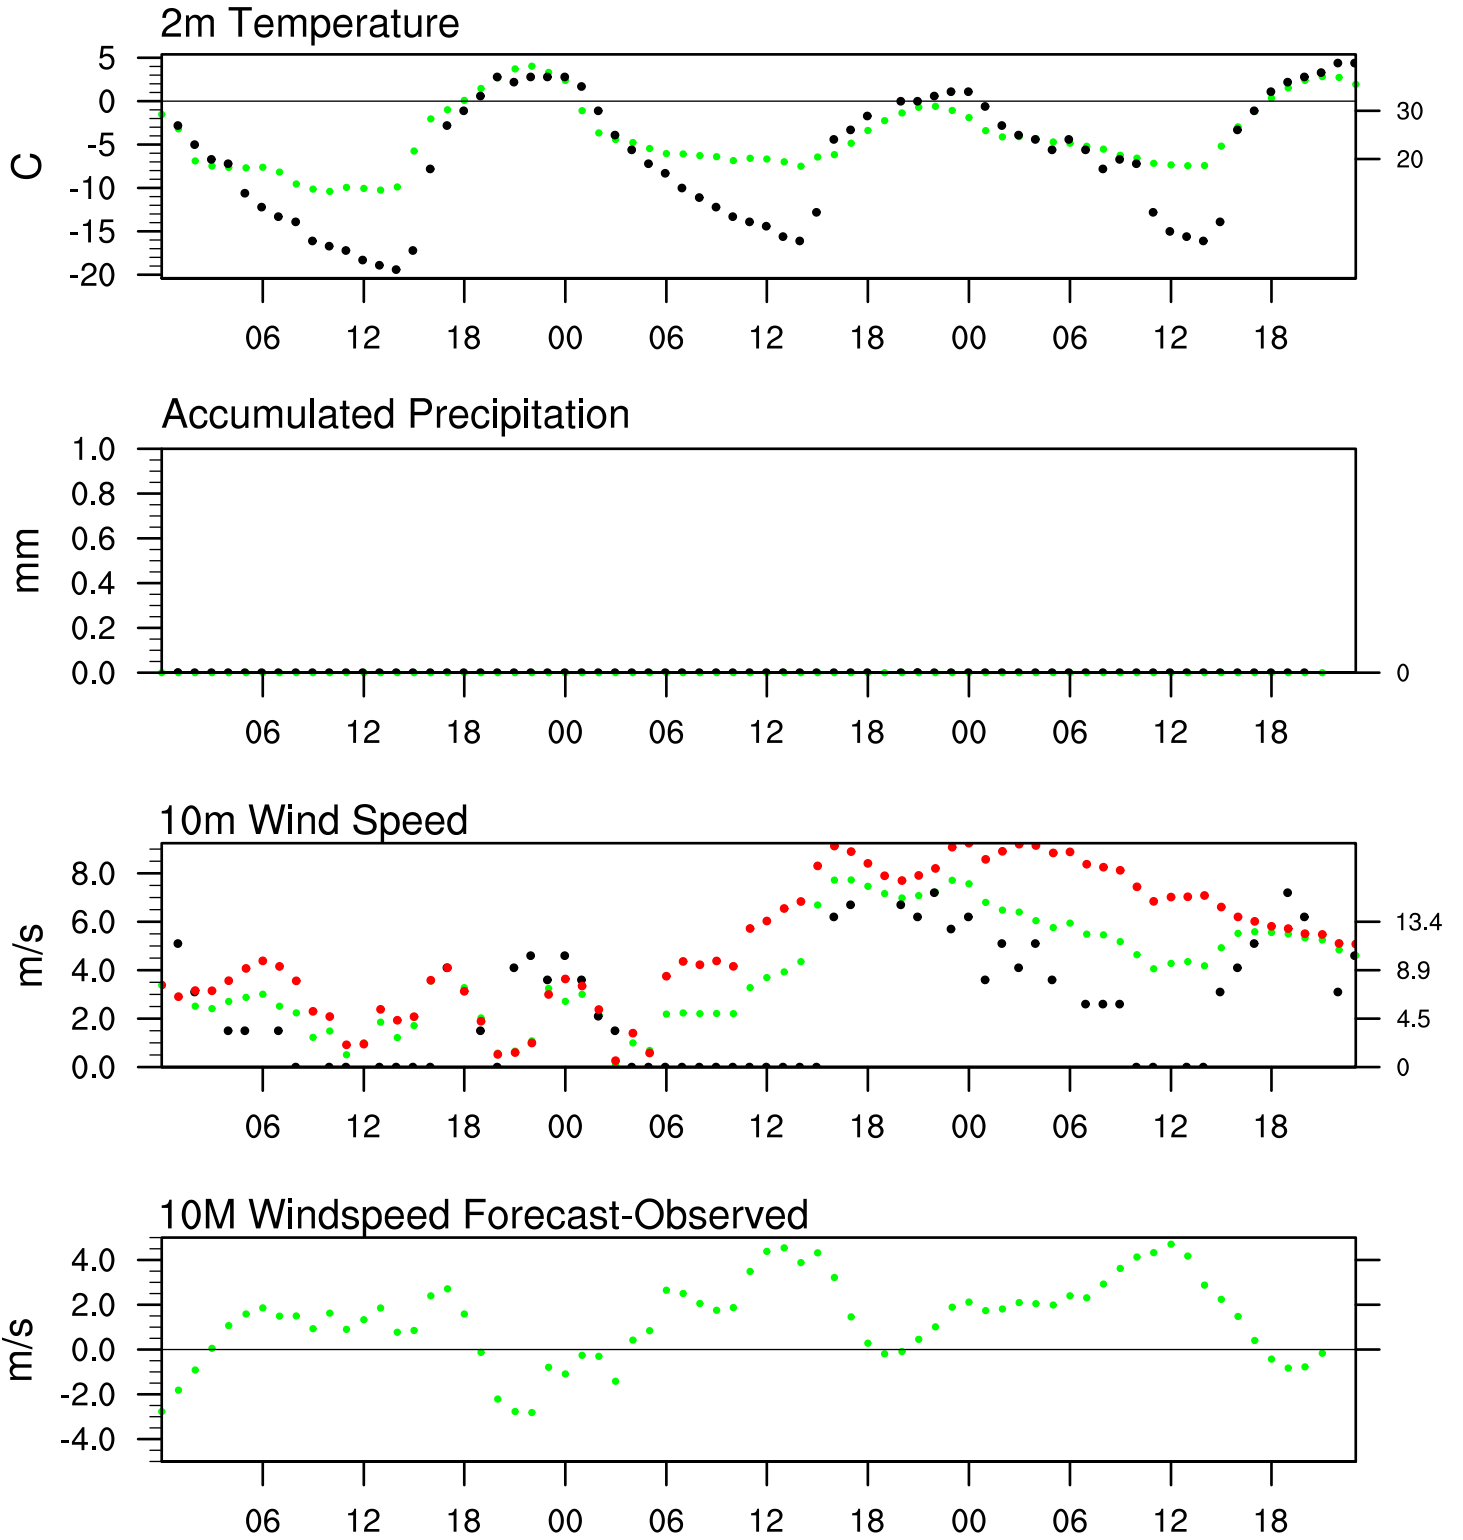 2m Temperature
5
0
-5
-10
-15
-20
C
30
20
06 12 18 00 06 12 18 00 06 12 18
Accumulated Precipitation
1.0
0.8
0.6
0.4
0.2
0.0
mm
0
06 12 18 00 06 12 18 00 06 12 18
10m Wind Speed
8.0
6.0
4.0
2.0
0.0
m/s
13.4
8.9
4.5
0
06 12 18 00 06 12 18 00 06 12 18
10M Windspeed Forecast-Observed
4.0
2.0
0.0
-2.0
-4.0
m/s
06 12 18 00 06 12 18 00 06 12 18